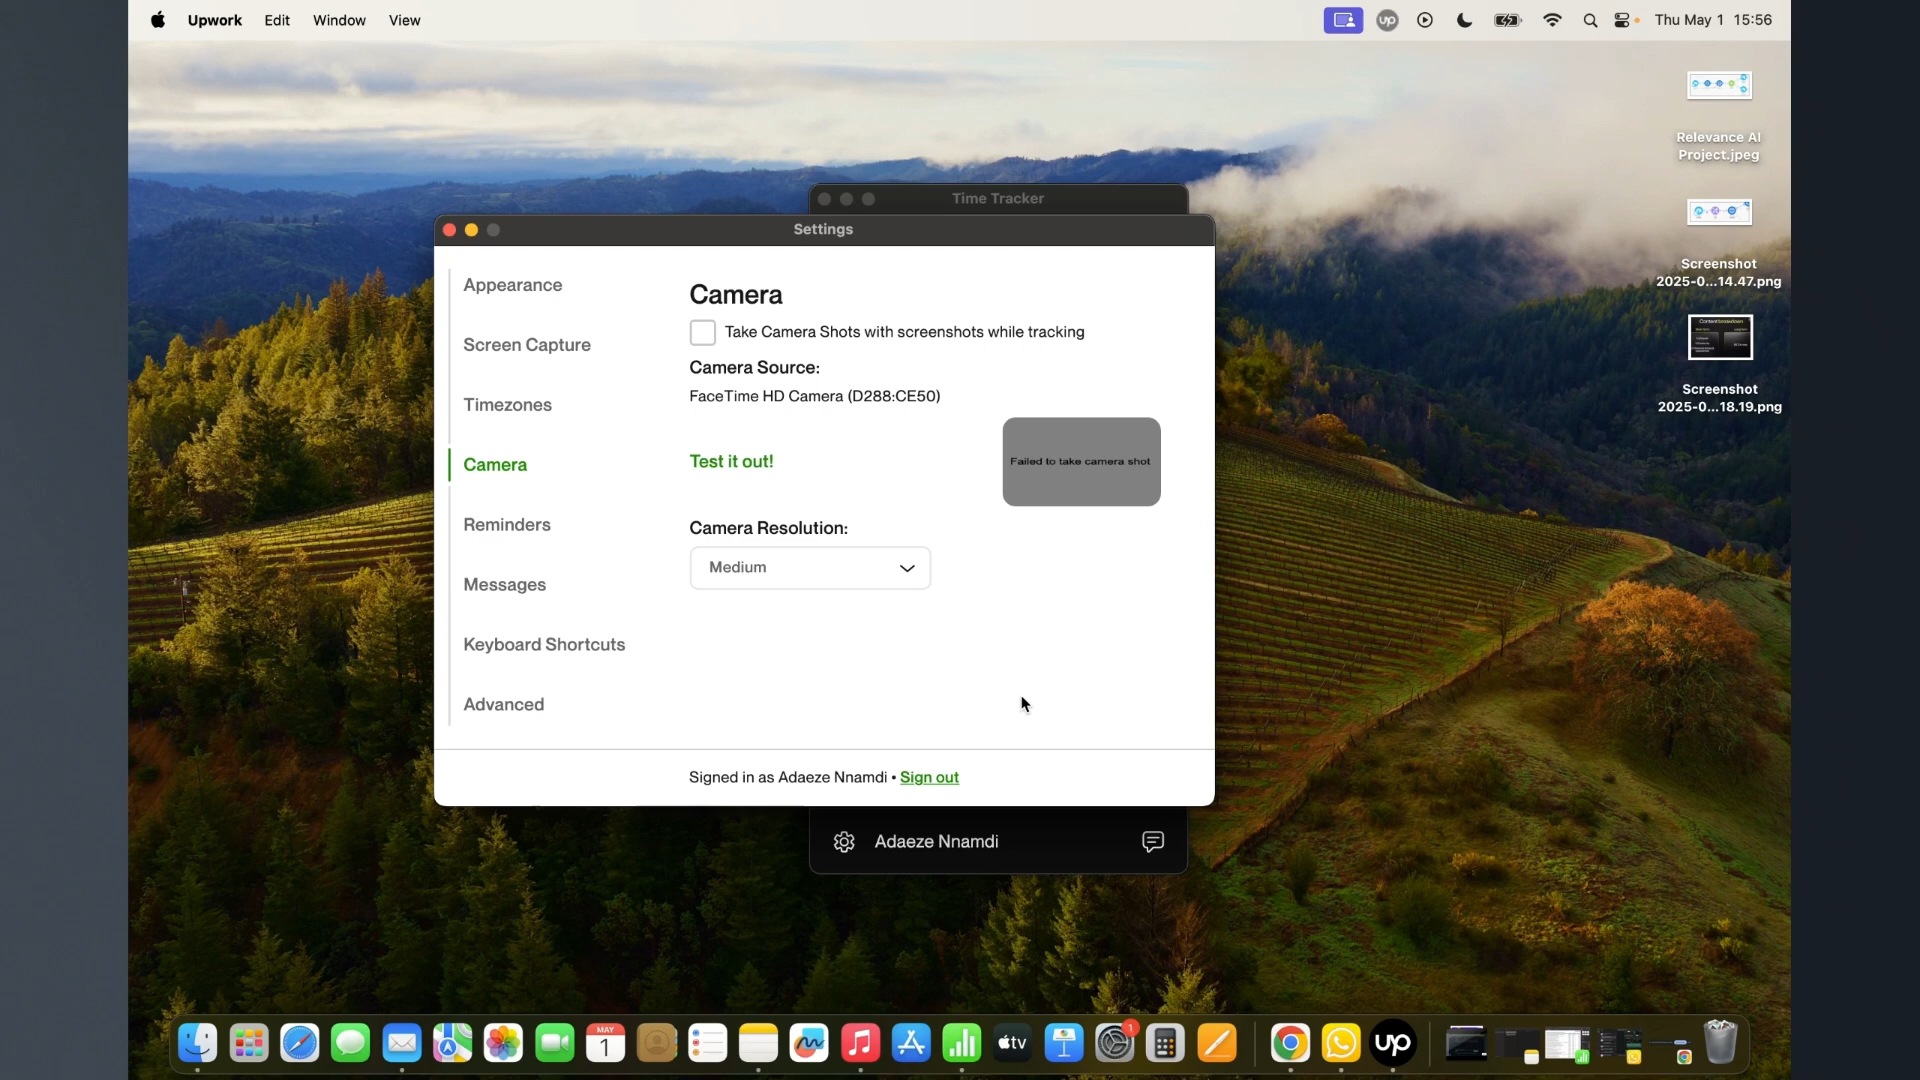 Upwork Edit Window View
up
Thu May 1 15:56
Relevance AI
Project.jpeg
Screenshot
2025-0...14.47.png
Screenshot
2025-0...18.19.png
Time Tracker
Settings
Appearance
Screen Capture
Timezones
Camera
Reminders
Messages
Keyboard Shortcuts
Advanced
Camera
Take Camera Shots with screenshots while tracking
Camera Source:
FaceTime HD Camera (D288:CE50)
Test it out!
Failed to take camera shot
Camera Resolution:
Medium
Signed in as Adaeze Nnamdi • Sign out
Adaeze Nnamdi
MAY
1
tv
1
up